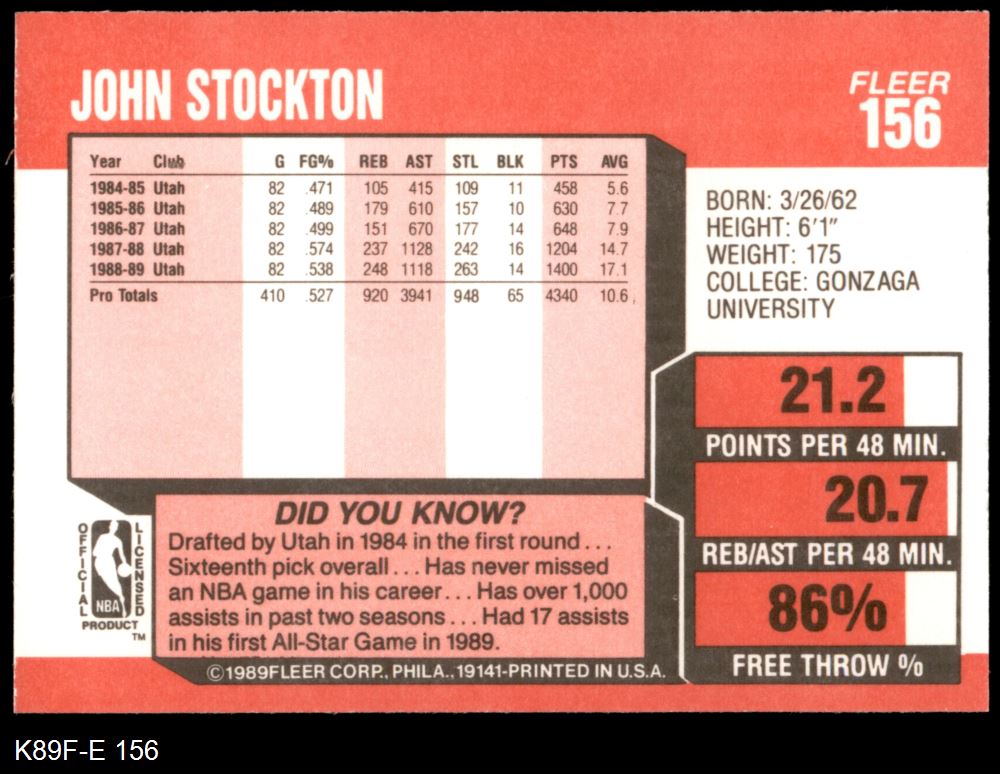 JOHN STOCKTON
FLEER
156
Year Club G FG% REB AST STL BLK PTS AVG
1984-85 Utah 82 .471 105 415 109 11 458 5.6
1985-86 Utah 82 .489 179 610 157 10 630 7.7
1986-87 Utah 82 .499 151 670 177 14 648 7.9
1987-88 Utah 82 .574 237 1128 242 16 1204 14.7
1988-89 Utah 82 .538 248 1118 263 14 1400 17.1
Pro Totals 410 .527 920 3941 948 65 4340 10.6
BORN: 3/26/62
HEIGHT: 6'1"
WEIGHT: 175
COLLEGE: GONZAGA
UNIVERSITY
21.2
POINTS PER 48 MIN.
20.7
REB/AST PER 48 MIN.
86%
FREE THROW %
OFFICIAL LICENSED
NBA
PRODUCT
TM
DID YOU KNOW?
Drafted by Utah in 1984 in the first round...
Sixteenth pick overall... Has never missed
an NBA game in his career... Has over 1,000
assists in past two seasons... Had 17 assists
in his first All-Star Game in 1989.
©1989FLEER CORP., PHILA., 19141-PRINTED IN U.S.A.
K89F-E 156